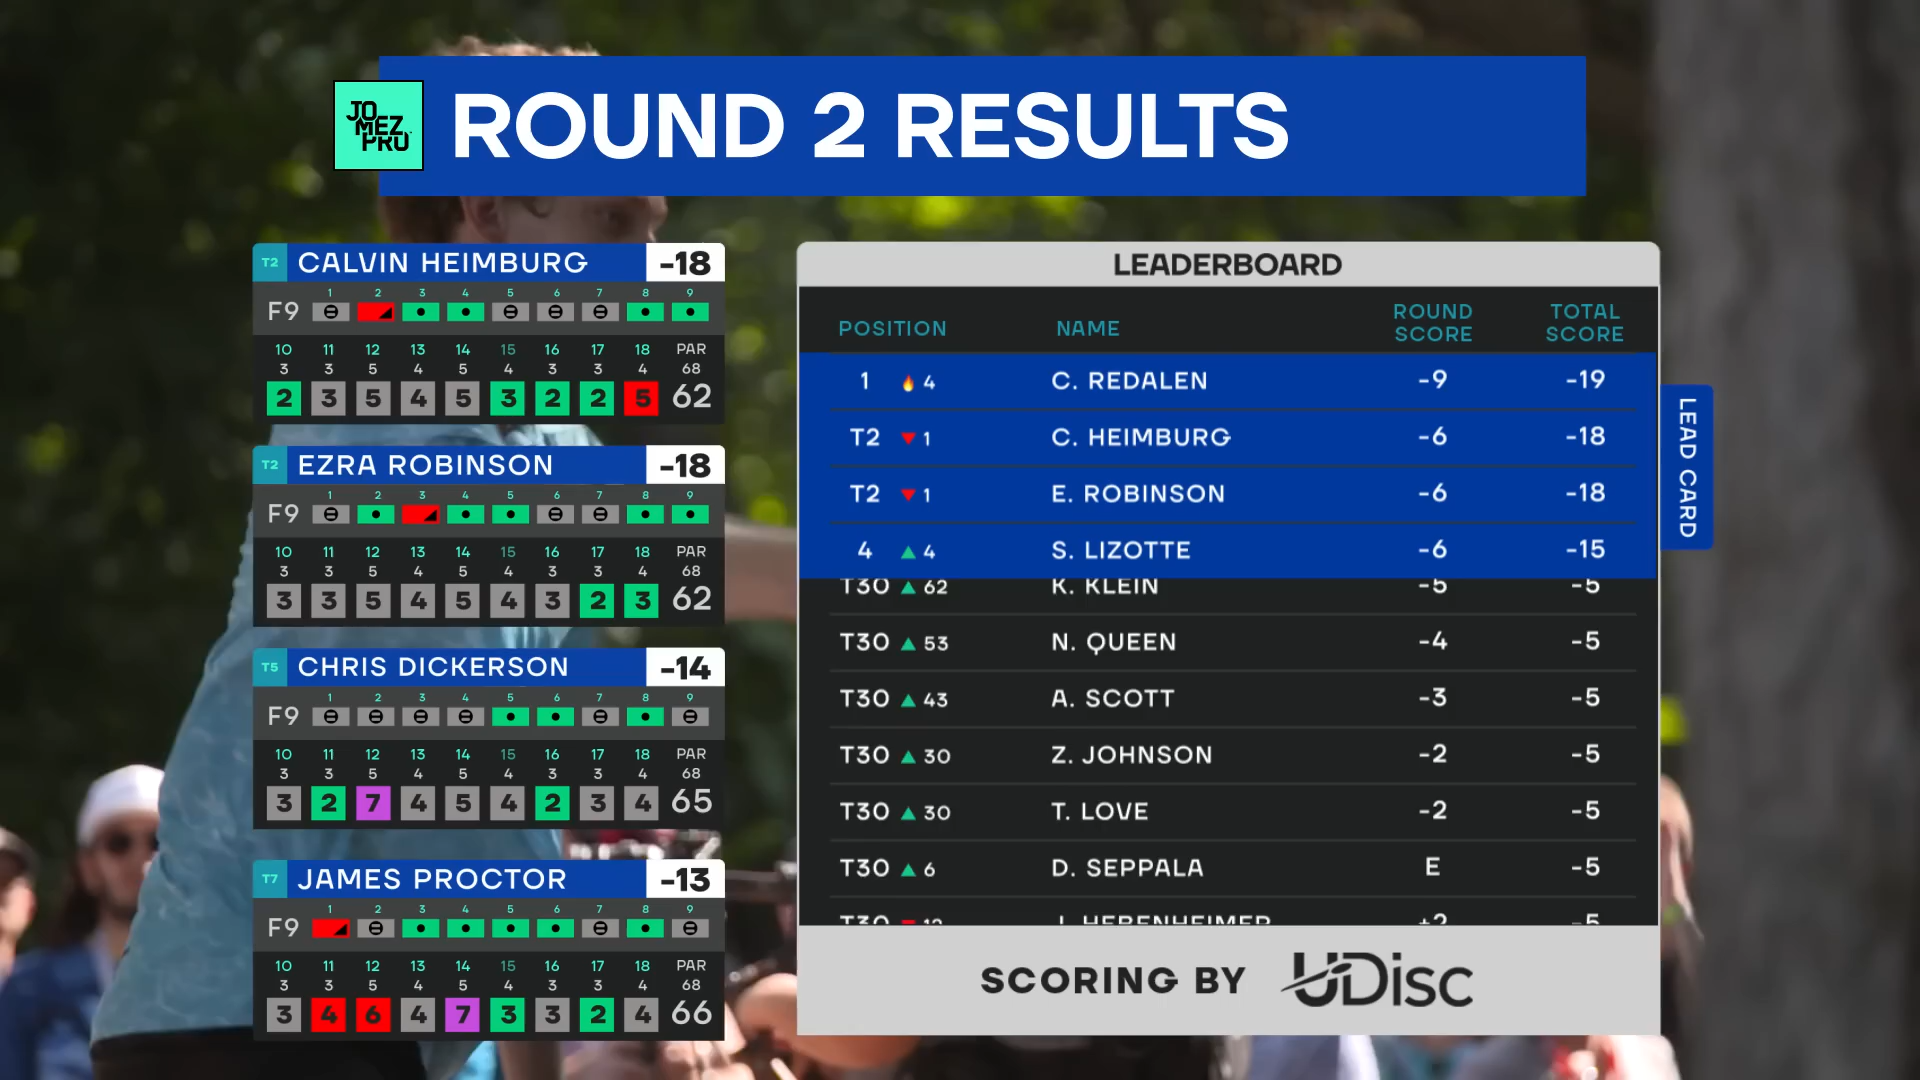 JO
MEZ
PRO
ROUND 2 RESULTS
T2 CALVIN HEIMBURG -18
1 2 3 4 5 6 7 8 9
F9
10 11 12 13 14 15 16 17 18 PAR
3 3 5 4 5 4 3 3 4 68
2 3 5 4 5 3 2 2 5 62
T2 EZRA ROBINSON -18
1 2 3 4 5 6 7 8 9
F9
10 11 12 13 14 15 16 17 18 PAR
3 3 5 4 5 4 3 3 4 68
3 3 5 4 5 4 3 2 3 62
T5 CHRIS DICKERSON -14
1 2 3 4 5 6 7 8 9
F9
10 11 12 13 14 15 16 17 18 PAR
3 3 5 4 5 4 3 3 4 68
3 2 7 4 5 4 2 3 4 65
T7 JAMES PROCTOR -13
1 2 3 4 5 6 7 8 9
F9
10 11 12 13 14 15 16 17 18 PAR
3 3 5 4 5 4 3 3 4 68
3 4 6 4 7 3 3 2 4 66
LEADERBOARD
POSITION NAME ROUND SCORE TOTAL SCORE
1 4 C. REDALEN -9 -19
T2 1 C. HEIMBURG -6 -18
T2 1 E. ROBINSON -6 -18
4 4 S. LIZOTTE -6 -15
T30 62 K. KLEIN -5 -5
T30 53 N. QUEEN -4 -5
T30 43 A. SCOTT -3 -5
T30 30 Z. JOHNSON -2 -5
T30 30 T. LOVE -2 -5
T30 6 D. SEPPALA E -5
T30 +2 -5
LEAD CARD
SCORING BY UDisc